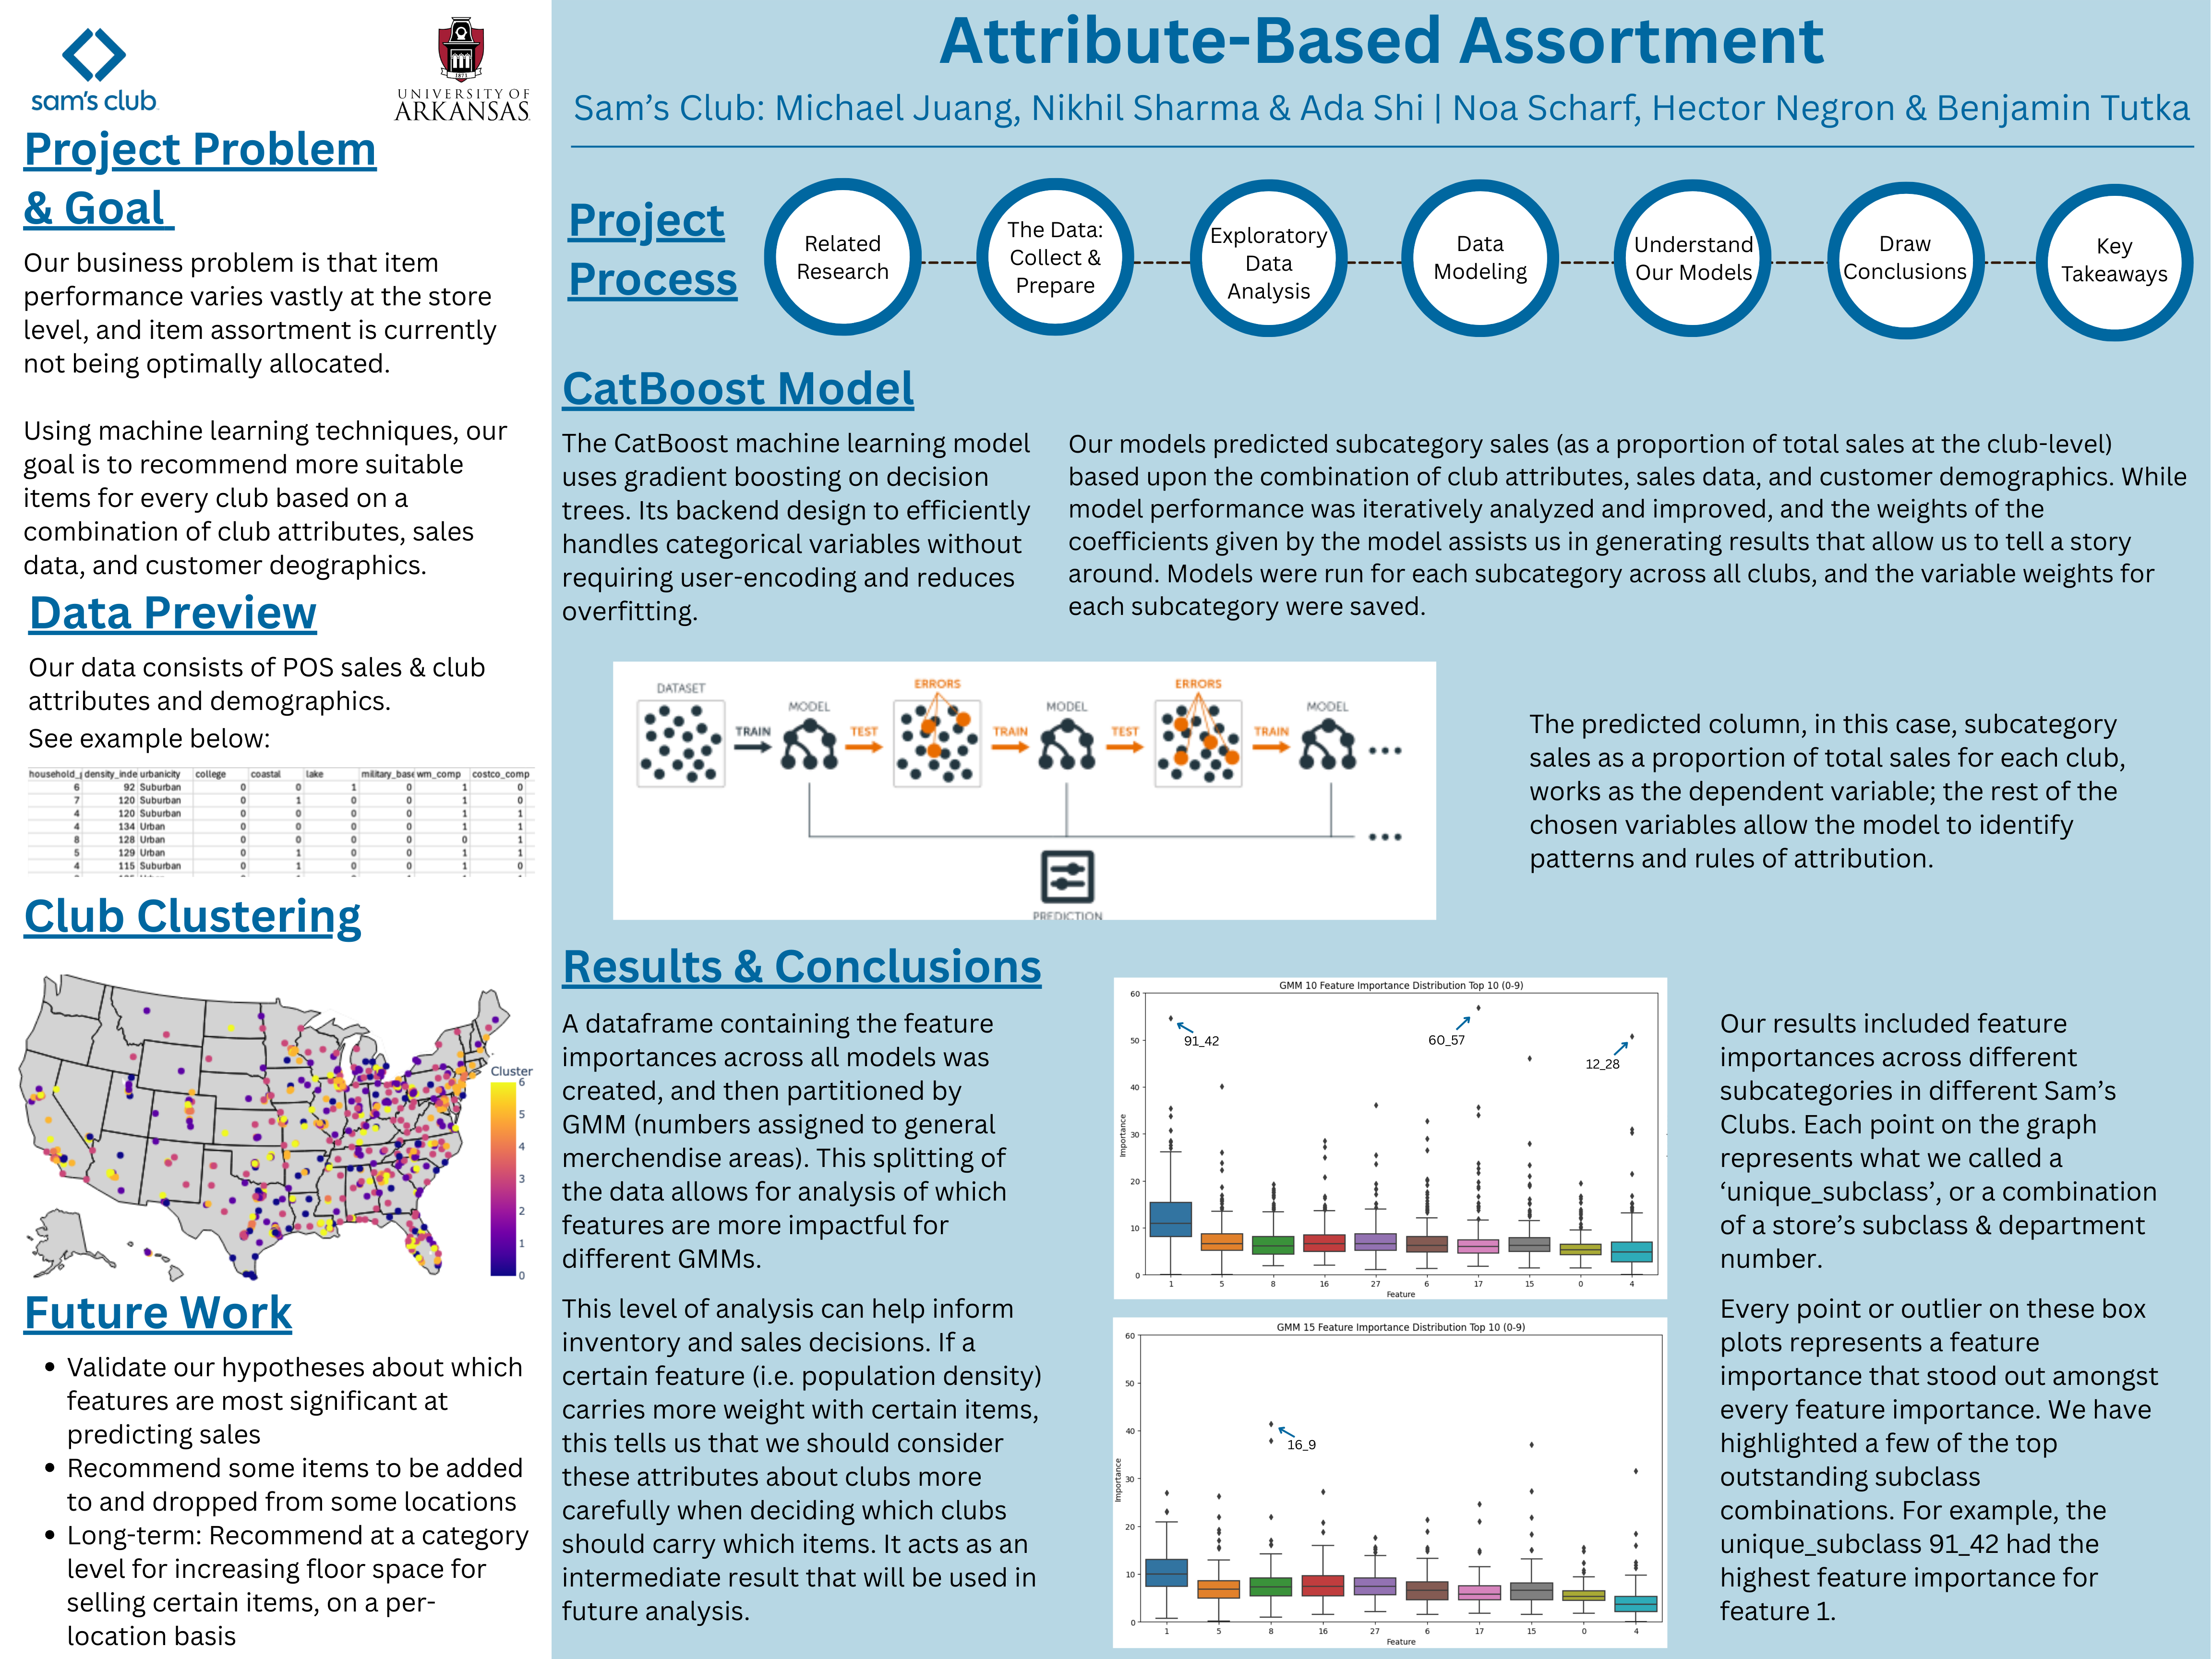 sam's club
1871
UNIVERSITY OF
ARKANSAS
Attribute-Based Assortment
Sam's Club: Michael Juang, Nikhil Sharma & Ada Shi | Noa Scharf, Hector Negron & Benjamin Tutka
Project Problem
& Goal
Our business problem is that item
performance varies vastly at the store
level, and item assortment is currently
not being optimally allocated.
Using machine learning techniques, our
goal is to recommend more suitable
items for every club based on a
combination of club attributes, sales
data, and customer deographics.
Data Preview
Our data consists of POS sales & club
attributes and demographics.
See example below:
household_ density_inde urbanicity college coastal lake military_base wm_comp costco_comp
6 92 Suburban 0 0 1 0 1 0
7 120 Suburban 0 1 0 0 1 0
4 120 Suburban 0 0 0 0 1 1
4 134 Urban 0 0 0 0 1 1
8 128 Urban 0 0 0 0 0 1
5 129 Urban 0 1 0 0 1 1
4 115 Suburban 0 1 0 0 1 0
Club Clustering
Cluster
6
5
4
3
2
1
0
Future Work
• Validate our hypotheses about which
features are most significant at
predicting sales
• Recommend some items to be added
to and dropped from some locations
• Long-term: Recommend at a category
level for increasing floor space for
selling certain items, on a per-
location basis
Project
Process
Related
Research
The Data:
Collect &
Prepare
Exploratory
Data
Analysis
Data
Modeling
Understand
Our Models
Draw
Conclusions
Key
Takeaways
CatBoost Model
The CatBoost machine learning model
uses gradient boosting on decision
trees. Its backend design to efficiently
handles categorical variables without
requiring user-encoding and reduces
overfitting.
Our models predicted subcategory sales (as a proportion of total sales at the club-level)
based upon the combination of club attributes, sales data, and customer demographics. While
model performance was iteratively analyzed and improved, and the weights of the
coefficients given by the model assists us in generating results that allow us to tell a story
around. Models were run for each subcategory across all clubs, and the variable weights for
each subcategory were saved.
DATASET
TRAIN
MODEL
TEST
ERRORS
TRAIN
MODEL
TEST
ERRORS
TRAIN
MODEL
PREDICTION
The predicted column, in this case, subcategory
sales as a proportion of total sales for each club,
works as the dependent variable; the rest of the
chosen variables allow the model to identify
patterns and rules of attribution.
Results & Conclusions
A dataframe containing the feature
importances across all models was
created, and then partitioned by
GMM (numbers assigned to general
merchendise areas). This splitting of
the data allows for analysis of which
features are more impactful for
different GMMs.
This level of analysis can help inform
inventory and sales decisions. If a
certain feature (i.e. population density)
carries more weight with certain items,
this tells us that we should consider
these attributes about clubs more
carefully when deciding which clubs
should carry which items. It acts as an
intermediate result that will be used in
future analysis.
GMM 10 Feature Importance Distribution Top 10 (0-9)
60
50
40
30
20
10
0
Importance
91_42
60_57
12_28
1 5 8 16 27 6 17 15 0 4
Feature
GMM 15 Feature Importance Distribution Top 10 (0-9)
60
50
40
30
20
10
0
Importance
16_9
1 5 8 16 27 6 17 15 0 4
Feature
Our results included feature
importances across different
subcategories in different Sam's
Clubs. Each point on the graph
represents what we called a
‘unique_subclass’, or a combination
of a store's subclass & department
number.
Every point or outlier on these box
plots represents a feature
importance that stood out amongst
every feature importance. We have
highlighted a few of the top
outstanding subclass
combinations. For example, the
unique_subclass 91_42 had the
highest feature importance for
feature 1.